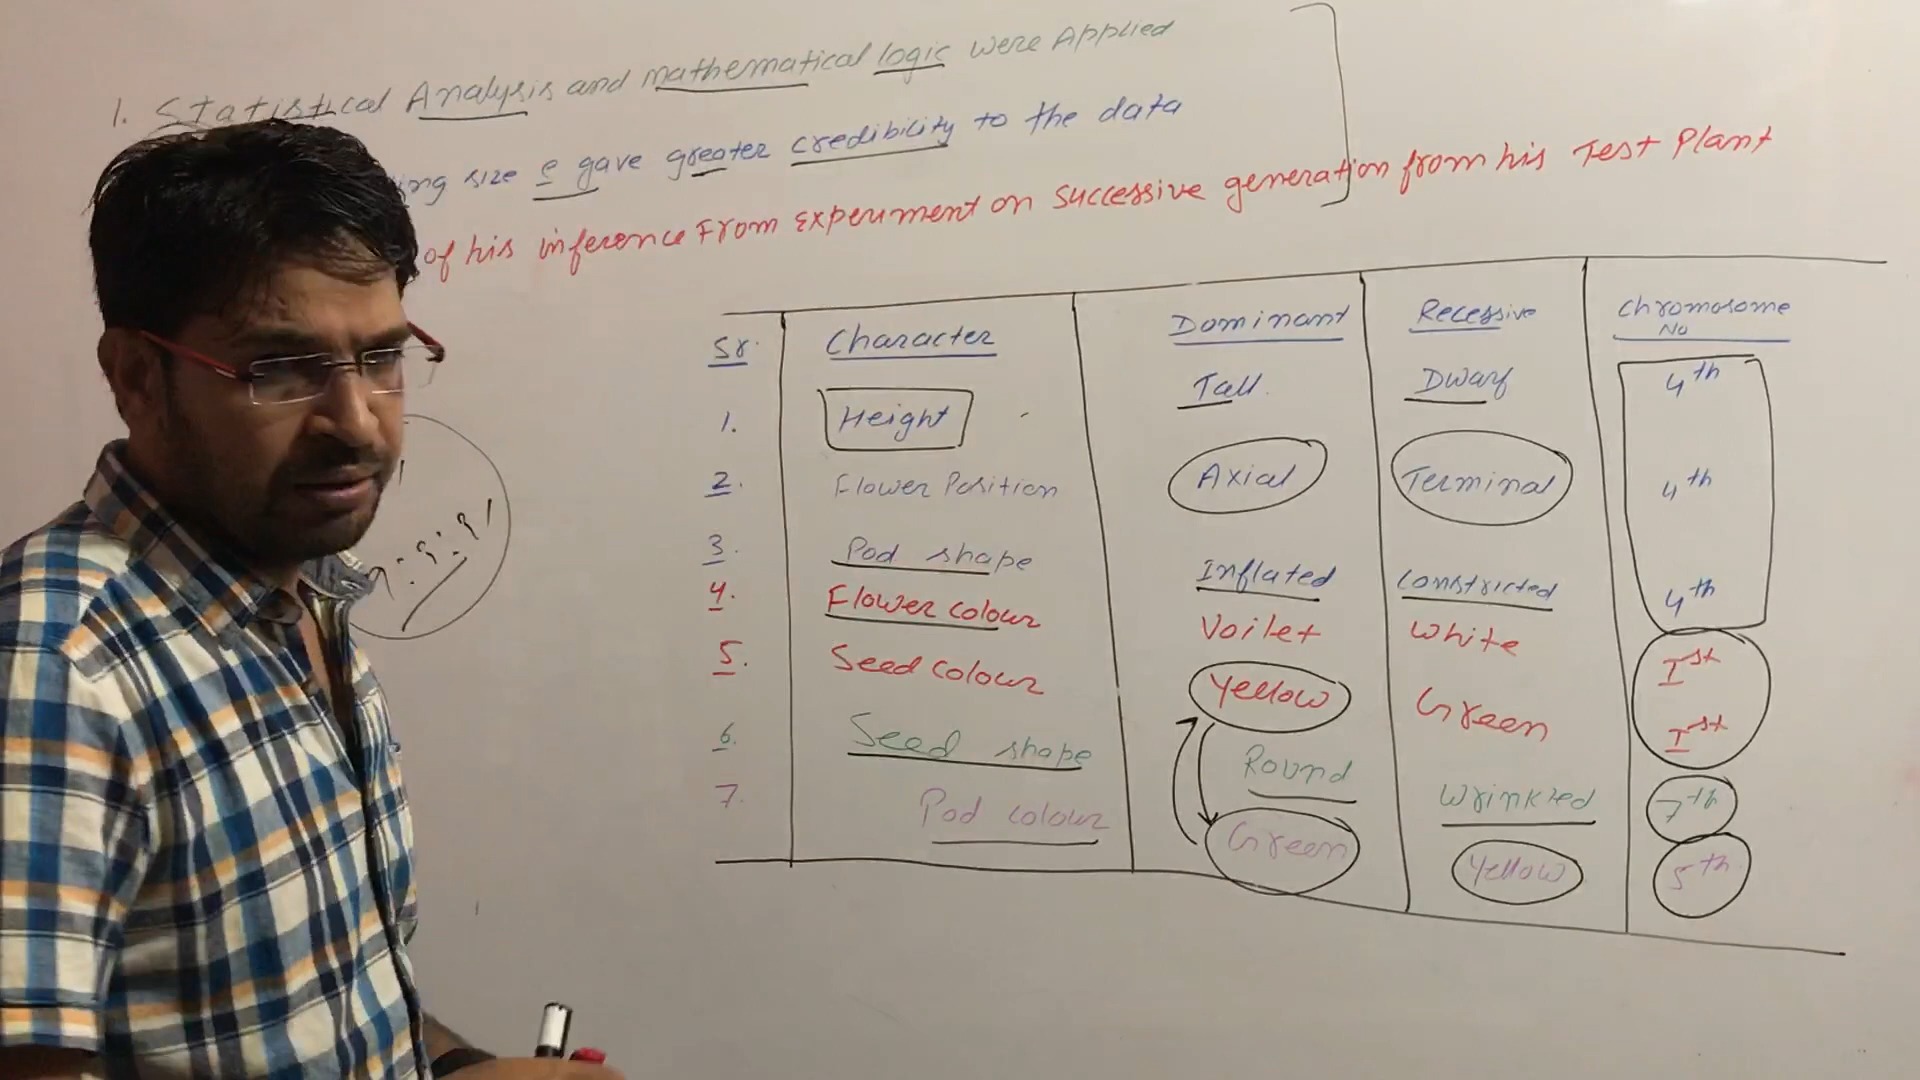 1. Statistical Analysis and mathematical logic were Applied
size e gave greater credibility to the data
of his inference From Experiment on successive generation from his Test Plant
Sr. Character Dominant Recessive Chromosome No
1. Height Tall Dwarf 4th
2. Flower Position Axial Terminal 4th
3. Pod shape Inflated Constricted 4th
4. Flower colour Voilet White Ist
5. Seed colour Yellow Green Ist
6. Seed shape Round Wrinkled 7th
7. Pod colour Green Yellow 5th